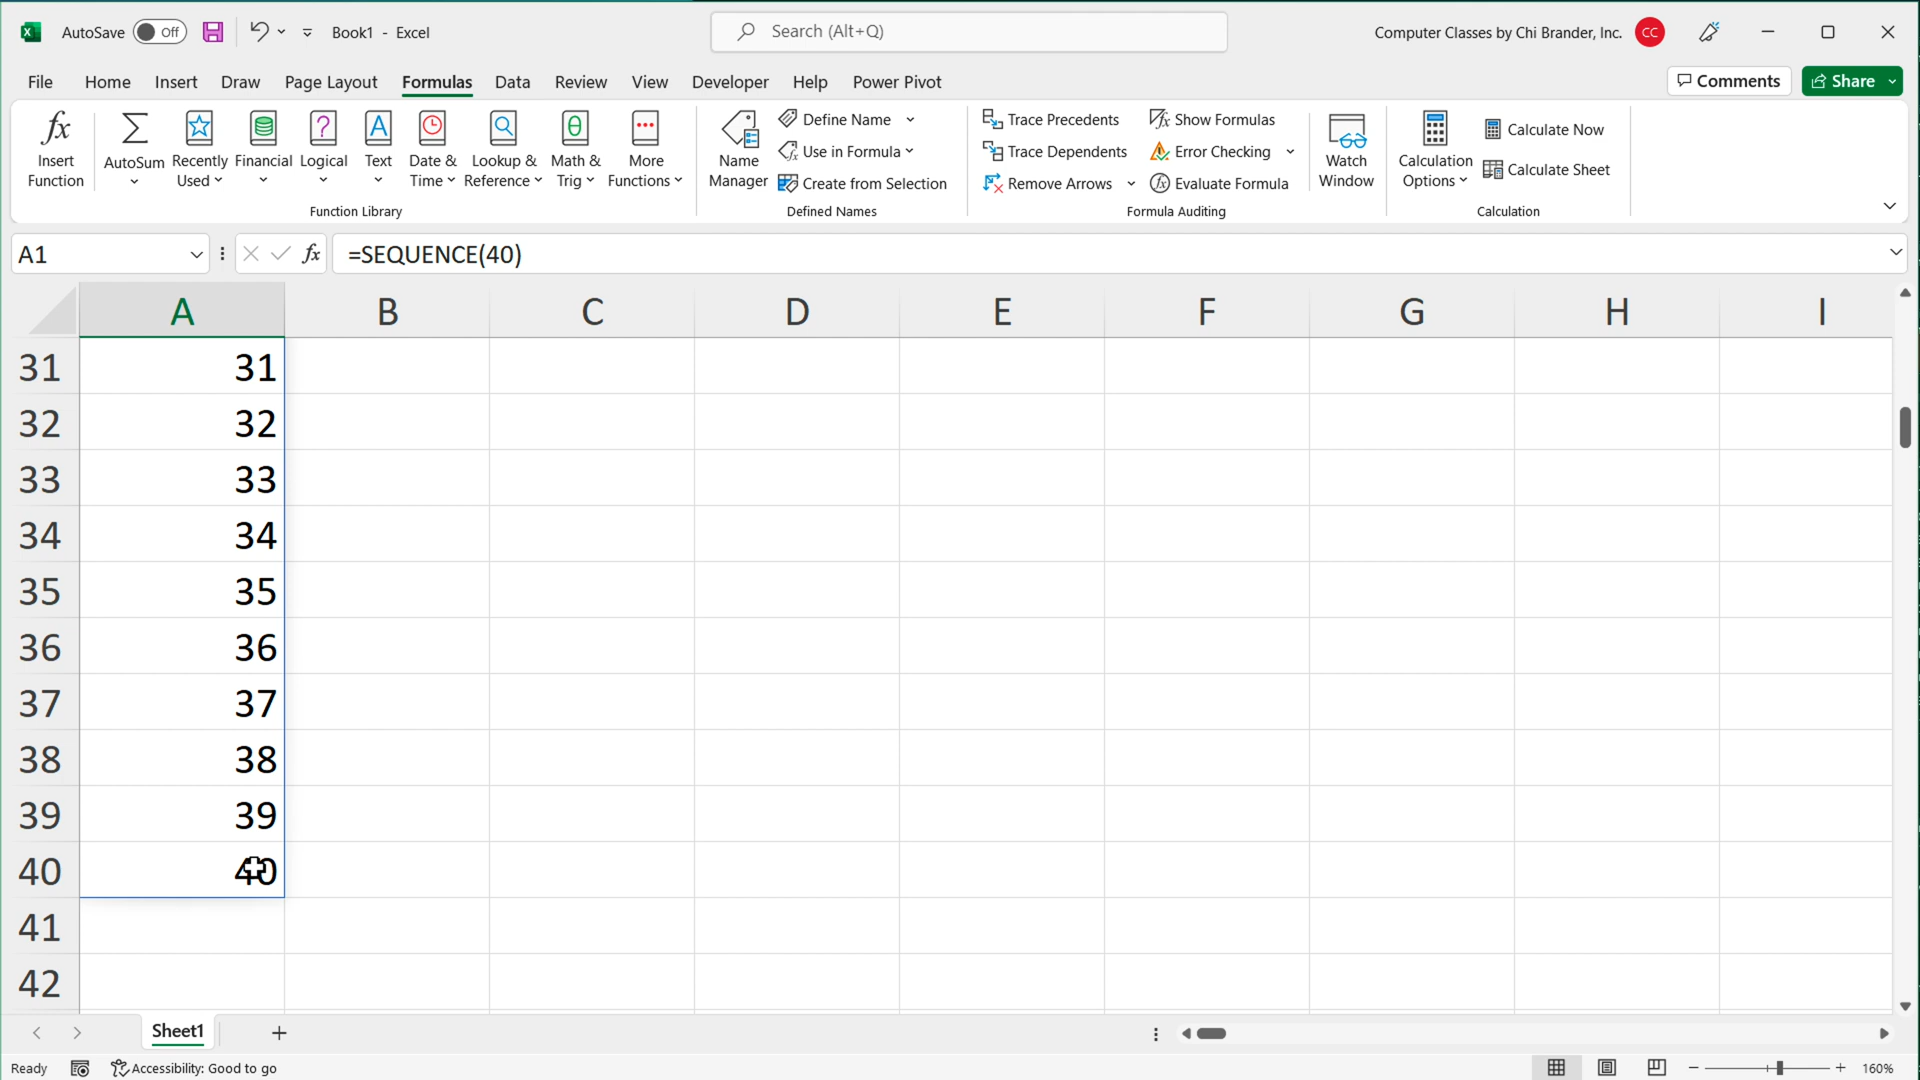 AutoSave Off Book1 - Excel Search (Alt+Q) Computer Classes by Chi Brander, Inc. CC
File Home Insert Draw Page Layout Formulas Data Review View Developer Help Power Pivot Comments Share
Insert Function
AutoSum
Recently Used
Financial
Logical
Text
Date & Time
Lookup & Reference
Math & Trig
More Functions
Function Library
Name Manager
Define Name
Use in Formula
Create from Selection
Defined Names
Trace Precedents
Trace Dependents
Remove Arrows
Show Formulas
Error Checking
Evaluate Formula
Formula Auditing
Watch Window
Calculation Options
Calculate Now
Calculate Sheet
Calculation
A1 fx =SEQUENCE(40)
A B C D E F G H I
31 31
32 32
33 33
34 34
35 35
36 36
37 37
38 38
39 39
40 40
41
42
Sheet1
Ready Accessibility: Good to go 160%